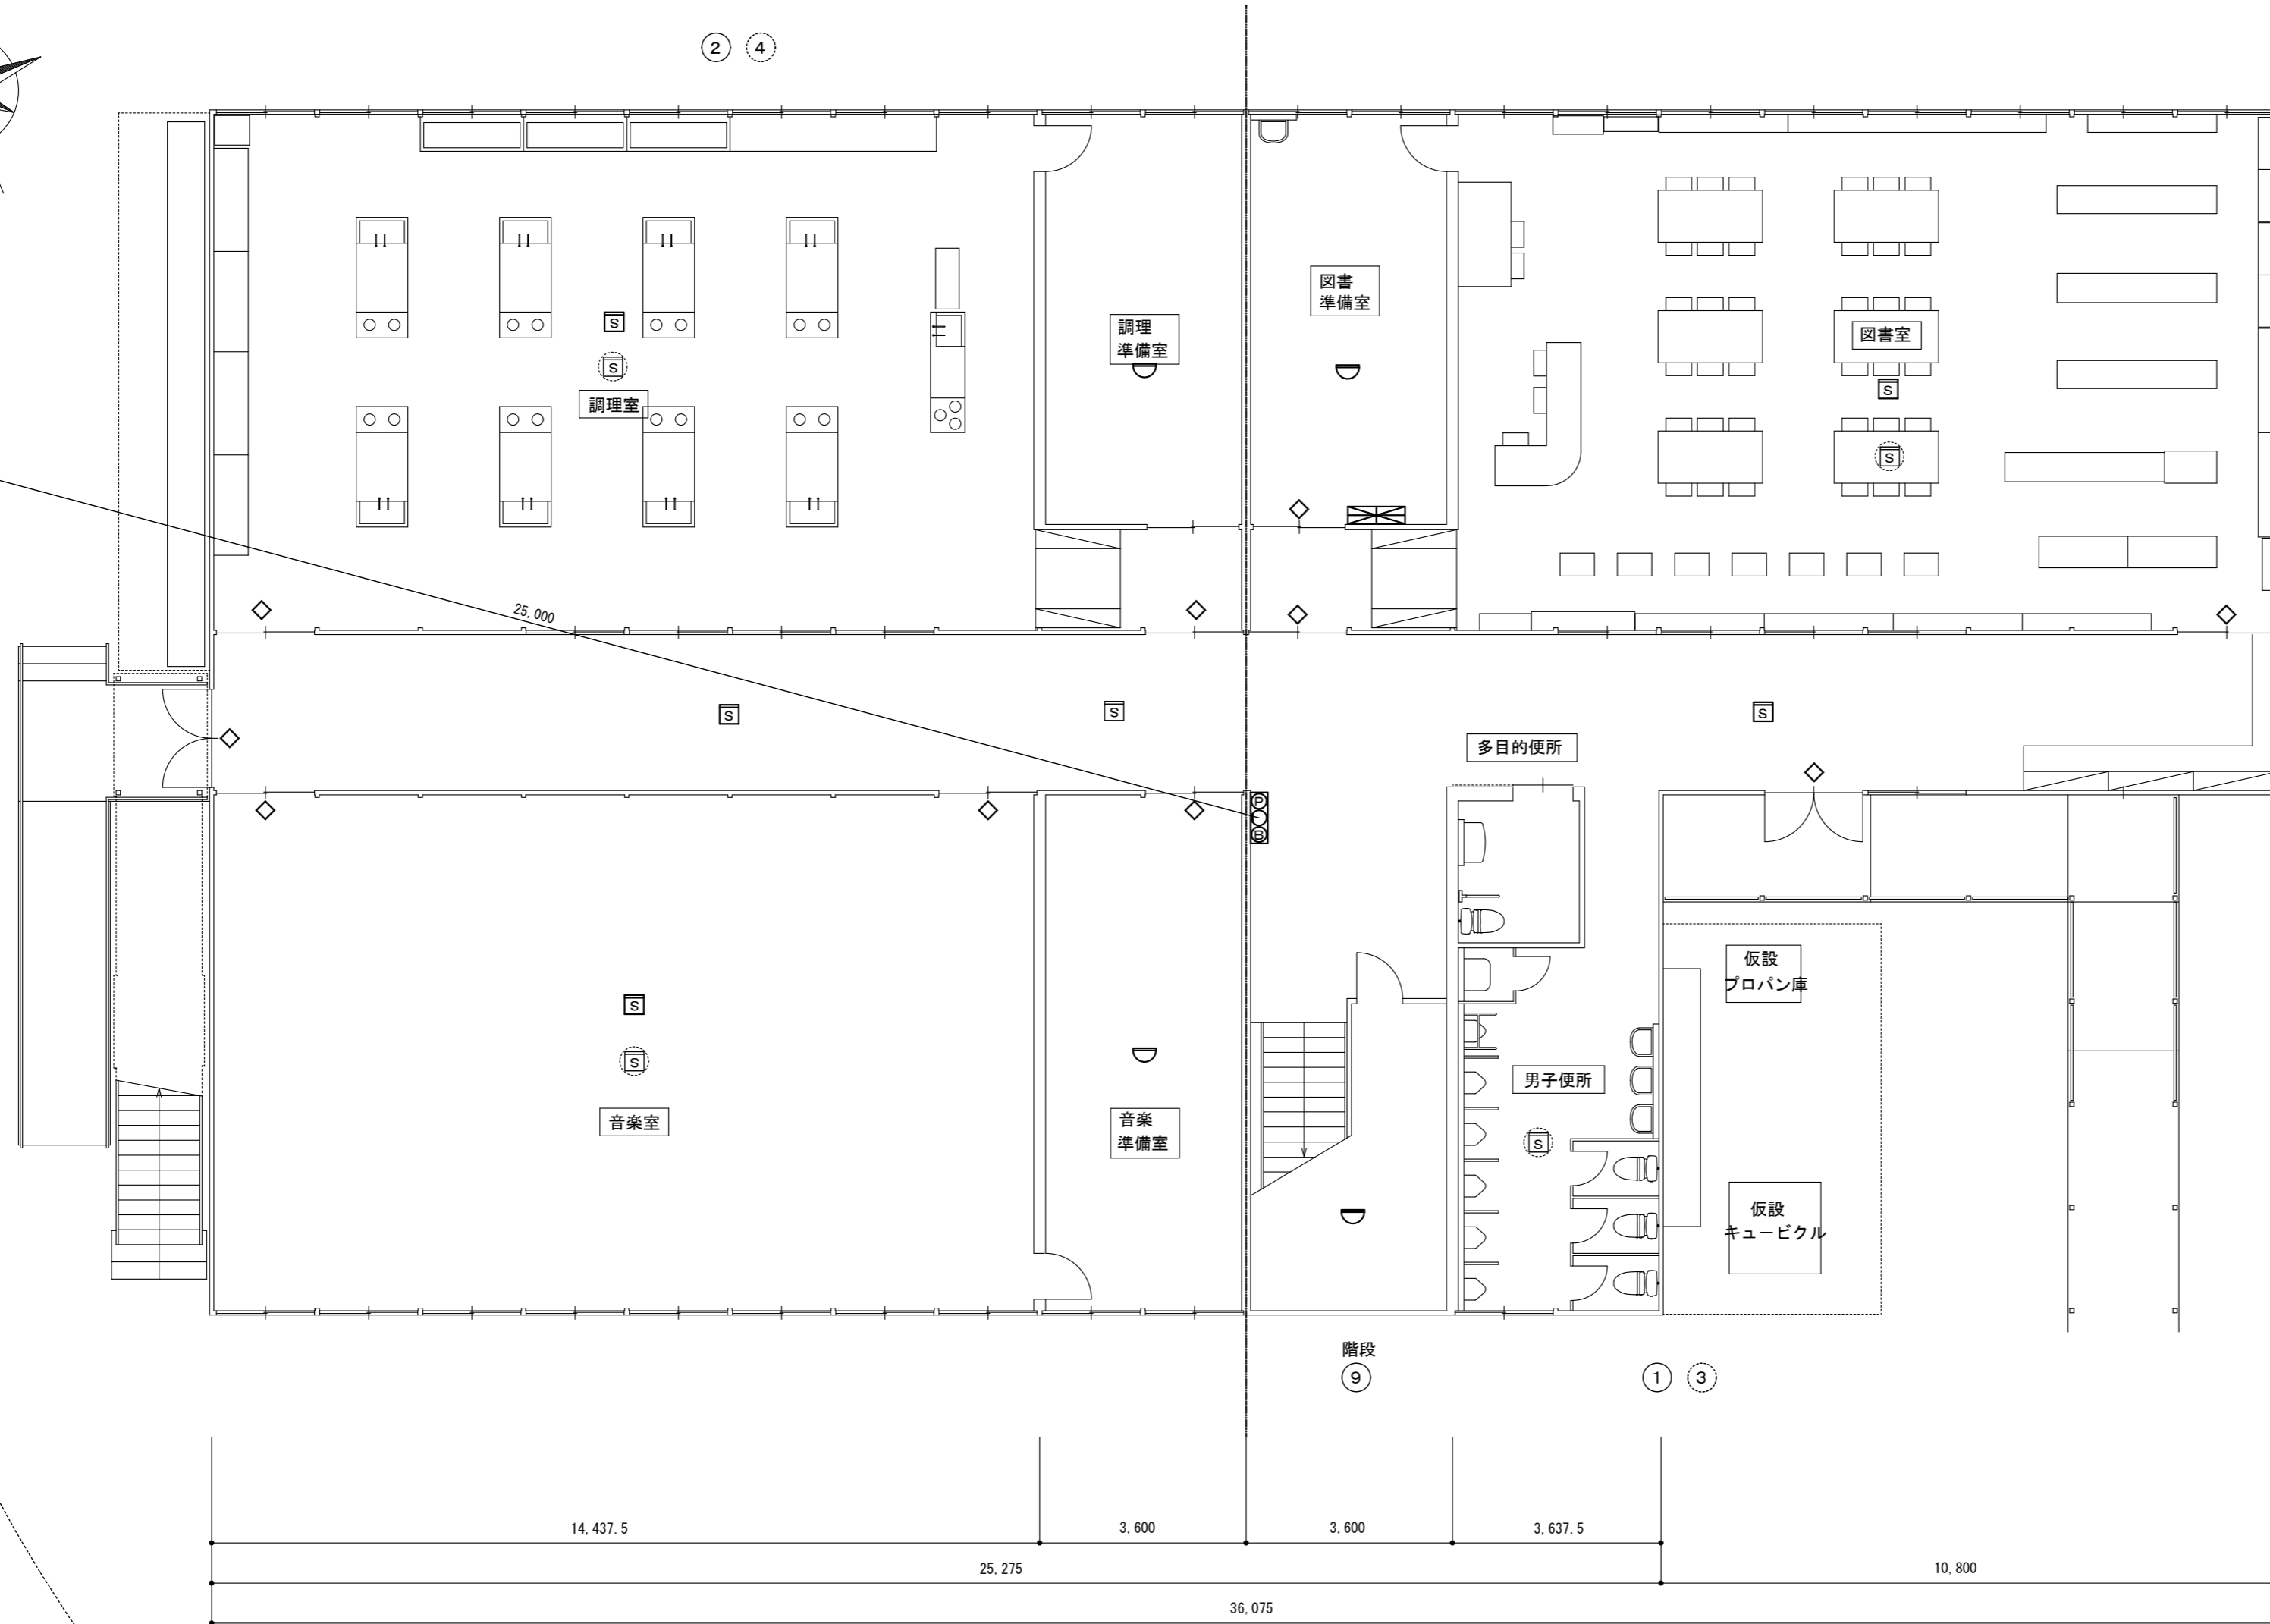 ② ④
図書
準備室
調理
準備室
図書室
S
S
S
S
調理室
25,000
S
S
S
多目的便所
P
B
仮設
プロパン庫
S
S
男子便所
音楽室
音楽
準備室
S
仮設
キュービクル
階段
⑨
① ③
14,437.5
3,600
3,600
3,637.5
25,275
10,800
36,075